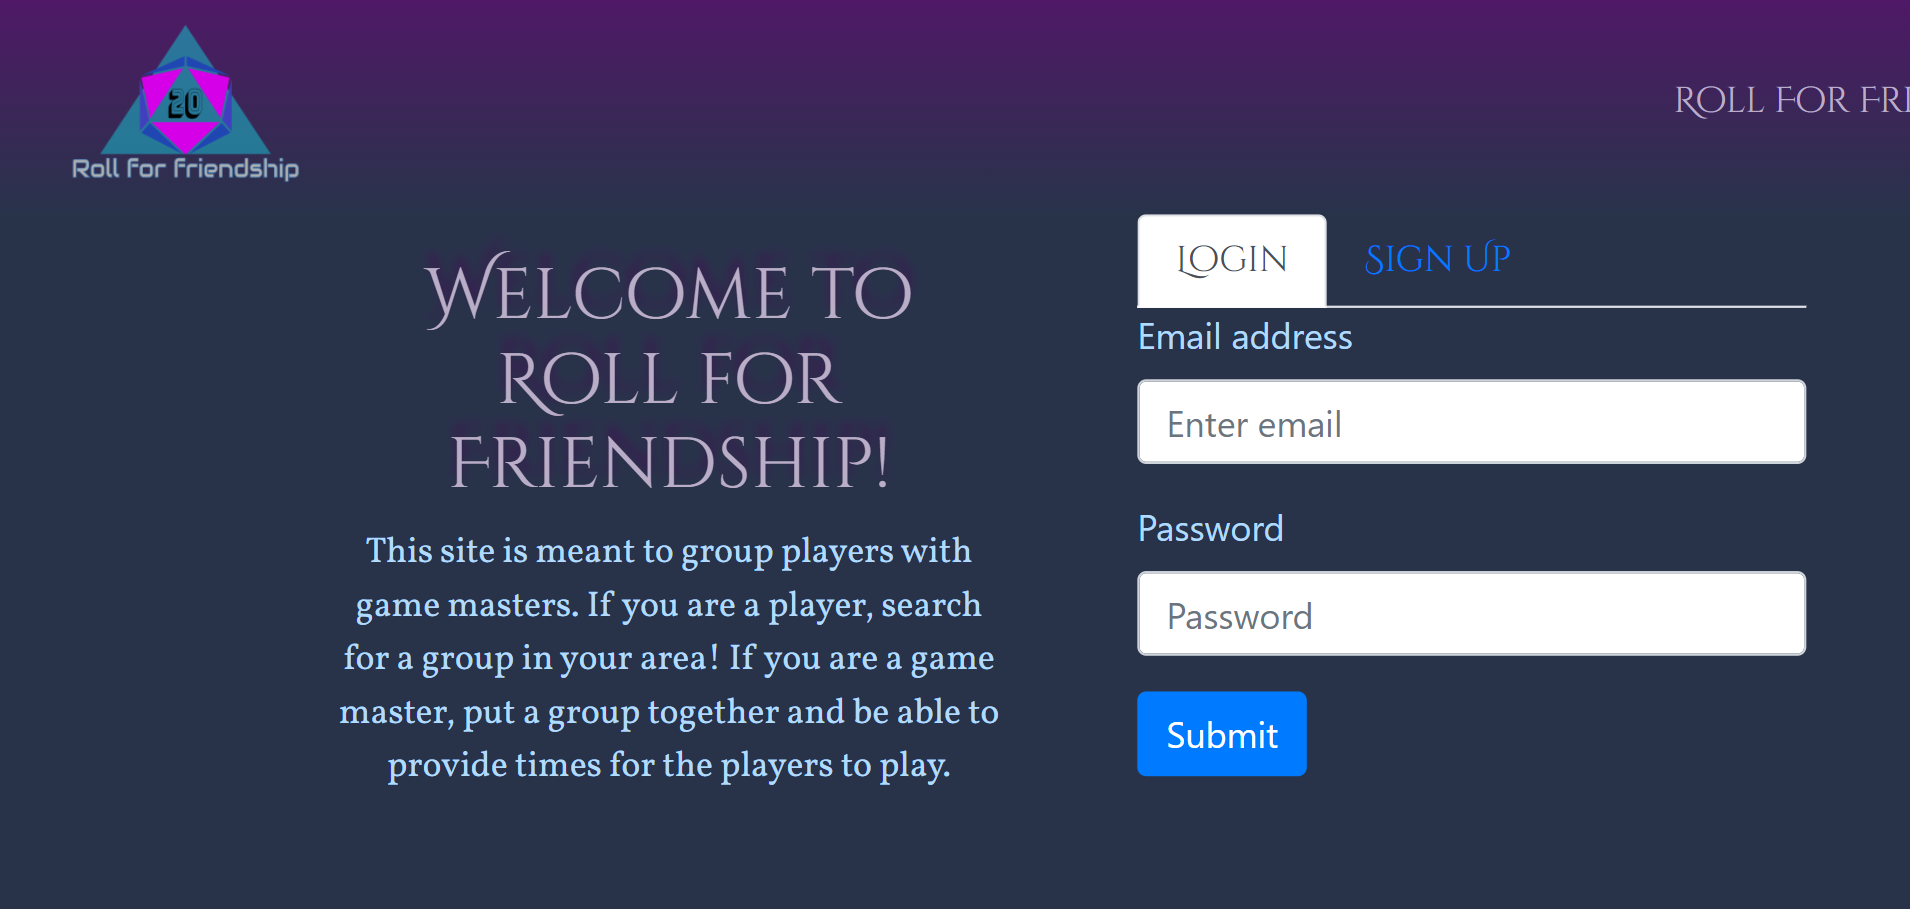 20
Roll For Friendship
Roll For Fri
Welcome to
Roll for
Friendship!
This site is meant to group players with
game masters. If you are a player, search
for a group in your area! If you are a game
master, put a group together and be able to
provide times for the players to play.
Login Sign Up
Email address
Enter email
Password
Password
Submit